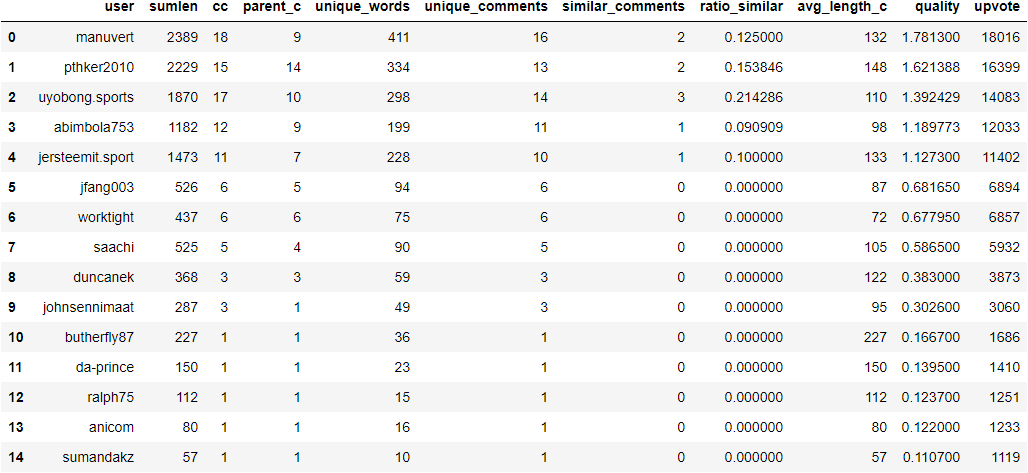 user sumlen cc parent_c unique_words unique_comments similar_comments ratio_similar avg_length_c quality upvote
0 manuvert 2389 18 9 411 16 2 0.125000 132 1.781300 18016
1 pthker2010 2229 15 14 334 13 2 0.153846 148 1.621388 16399
2 uyobong.sports 1870 17 10 298 14 3 0.214286 110 1.392429 14083
3 abimbola753 1182 12 9 199 11 1 0.090909 98 1.189773 12033
4 jersteemit.sport 1473 11 7 228 10 1 0.100000 133 1.127300 11402
5 jfang003 526 6 5 94 6 0 0.000000 87 0.681650 6894
6 worktight 437 6 6 75 6 0 0.000000 72 0.677950 6857
7 saachi 525 5 4 90 5 0 0.000000 105 0.586500 5932
8 duncanek 368 3 3 59 3 0 0.000000 122 0.383000 3873
9 johnsennimaat 287 3 1 49 3 0 0.000000 95 0.302600 3060
10 butherfly87 227 1 1 36 1 0 0.000000 227 0.166700 1686
11 da-prince 150 1 1 23 1 0 0.000000 150 0.139500 1410
12 ralph75 112 1 1 15 1 0 0.000000 112 0.123700 1251
13 anicom 80 1 1 16 1 0 0.000000 80 0.122000 1233
14 sumandakz 57 1 1 10 1 0 0.000000 57 0.110700 1119